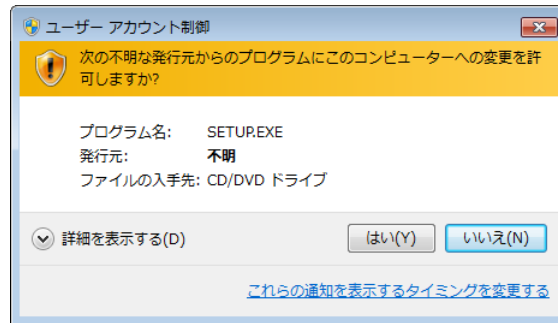 ユーザー アカウント制御
次の不明な発行元からのプログラムにこのコンピューターへの変更を許
可しますか?
プログラム名: SETUP.EXE
発行元: 不明
ファイルの入手先: CD/DVD ドライブ
詳細を表示する(D) はい(Y) いいえ(N)
これらの通知を表示するタイミングを変更する